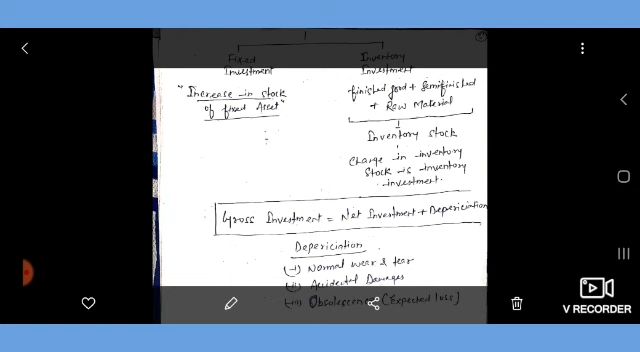 Fixed
Investment
Inventory
Investment
"Increase in stock
of fixed Asset"
finished good + semifinished
+ Raw Material
Inventory stock
Change in inventory
stock is inventory
investment.
Gross Investment = Net Investment + Depericiation
Depericiation
(i) Normal wear & tear
(ii) Accidental Damages
(iii) Obsolescence (Expected loss)
V RECORDER